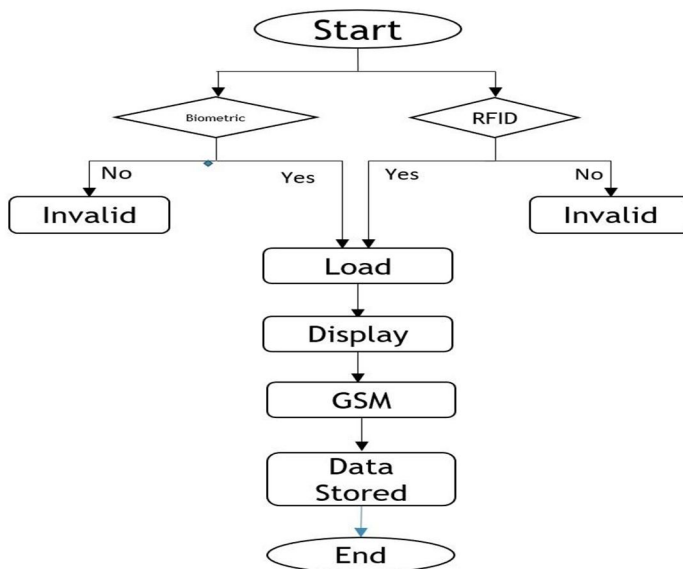 Start
Biometric
RFID
No
Yes
Yes
No
Invalid
Invalid
Load
Display
GSM
Data
Stored
End